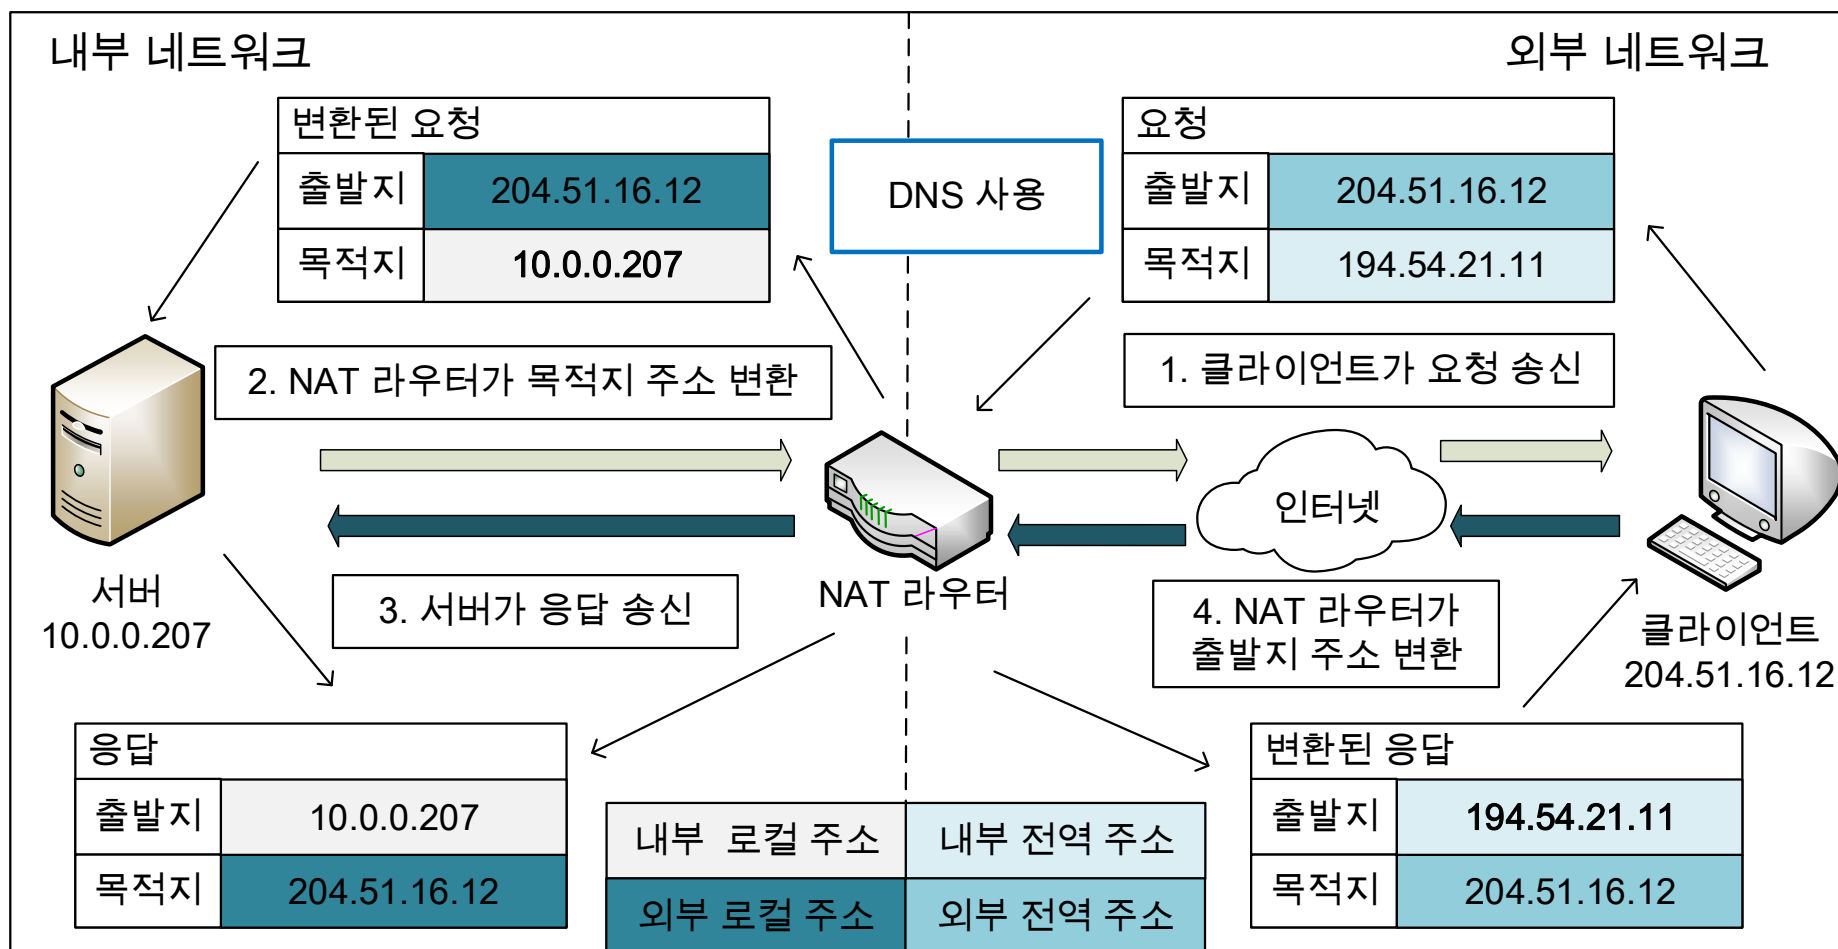 내부 네트워크
외부 네트워크
변환된 요청
출발지 204.51.16.12
목적지 10.0.0.207
DNS 사용
요청
출발지 204.51.16.12
목적지 194.54.21.11
2. NAT 라우터가 목적지 주소 변환
1. 클라이언트가 요청 송신
인터넷
서버
10.0.0.207
3. 서버가 응답 송신
NAT 라우터
4. NAT 라우터가
출발지 주소 변환
클라이언트
204.51.16.12
응답
출발지 10.0.0.207
목적지 204.51.16.12
내부 로컬 주소 내부 전역 주소
외부 로컬 주소 외부 전역 주소
변환된 응답
출발지 194.54.21.11
목적지 204.51.16.12